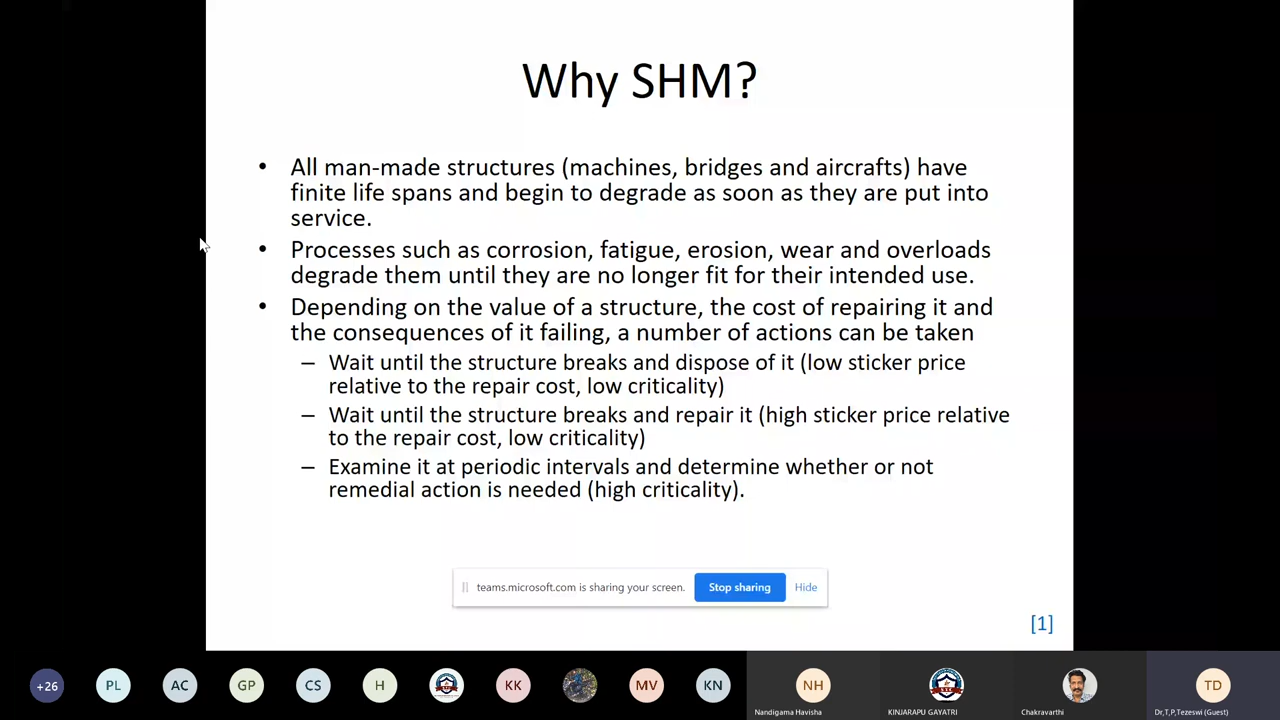 Why SHM?
• All man-made structures (machines, bridges and aircrafts) have
finite life spans and begin to degrade as soon as they are put into
service.
• Processes such as corrosion, fatigue, erosion, wear and overloads
degrade them until they are no longer fit for their intended use.
• Depending on the value of a structure, the cost of repairing it and
the consequences of it failing, a number of actions can be taken
– Wait until the structure breaks and dispose of it (low sticker price
relative to the repair cost, low criticality)
– Wait until the structure breaks and repair it (high sticker price relative
to the repair cost, low criticality)
– Examine it at periodic intervals and determine whether or not
remedial action is needed (high criticality).
teams.microsoft.com is sharing your screen. Stop sharing Hide
[1]
+26 PL AC GP CS H KK MV KN NH TD
Nandigama Havisha KINJARAPU GAYATRI Chakravarthi Dr,T,P,Tezeswi (Guest)